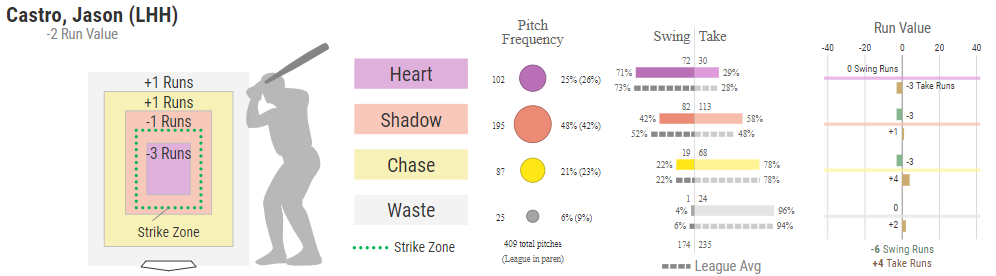 Castro, Jason (LHH)
-2 Run Value
+1 Runs
+1 Runs
-1 Runs
-3 Runs
Strike Zone
Heart
Shadow
Chase
Waste
Strike Zone
Pitch
Frequency
102
25% (26%)
195
48% (42%)
87
21% (23%)
25
6% (9%)
409 total pitches
(League in paren)
Swing Take
72 30
71% 29%
73% 28%
82 113
42% 58%
52% 48%
19 68
22% 78%
22% 78%
1 24
4% 96%
6% 94%
174 235
League Avg
Run Value
-40 -20 0 20 40
0 Swing Runs
-3 Take Runs
-3
+1
-3
+4
0
+2
-6 Swing Runs
+4 Take Runs